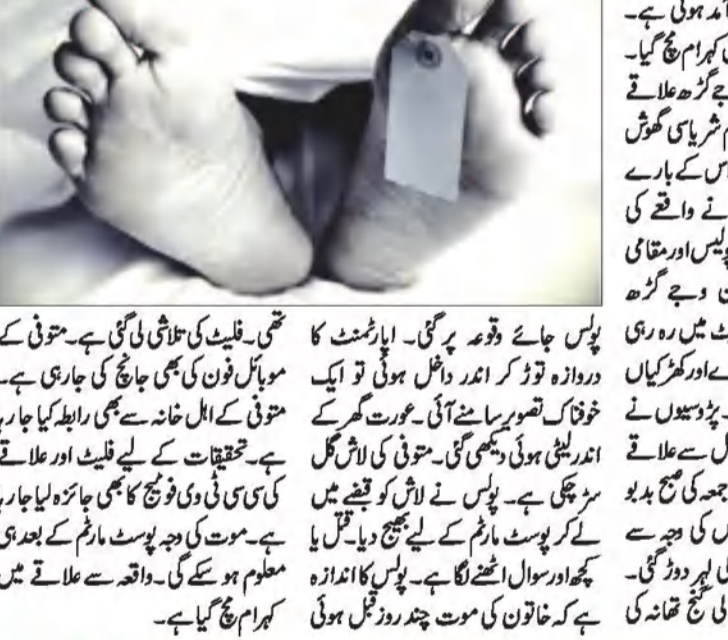 آمد ہوئی ہے۔
کہرام مچ گیا۔
جے گڑھ علاقے
شریاسی گھوش
اس کے بارے
نے واقعے کی
پولیس اور مقامی
وجے گڑھ
میں رہ رہی
اور کھڑکیاں
پڑوسیوں نے
سے علاقے
جمعہ کی صبح بدبو
کی وجہ سے
لہر دوڑ گئی۔
گنج تھانہ کی
پولس جائے وقوعہ پر گئی۔ اپارٹمنٹ کا
دروازہ توڑ کر اندر داخل ہوئی تو ایک
خوفناک تصویر سامنے آئی۔ عورت گھر کے
اندر لیٹی ہوئی دیکھی گئی۔ متوفی کی لاش گل
سڑ چکی ہے۔ پولس نے لاش کو قبضے میں
لے کر پوسٹ مارٹم کے لیے بھیج دیا۔ قتل یا
کچھ اور سوال اٹھنے لگا ہے۔ پولس کا اندازہ
ہے کہ خاتون کی موت چند روز قبل ہوئی
تھی۔ فلیٹ کی تلاشی لی گئی ہے۔ متوفی کے
موبائل فون کی بھی جانچ کی جارہی ہے۔
متوفی کے اہل خانہ سے بھی رابطہ کیا جا رہا
ہے۔ تحقیقات کے لیے فلیٹ اور علاقے
کی سی سی ٹی وی فوٹیج کا بھی جائزہ لیا جار
ہے۔ موت کی وجہ پوسٹ مارٹم کے بعد ہی
معلوم ہو سکے گی۔ واقعہ سے علاقے میں
کہرام مچ گیا ہے۔